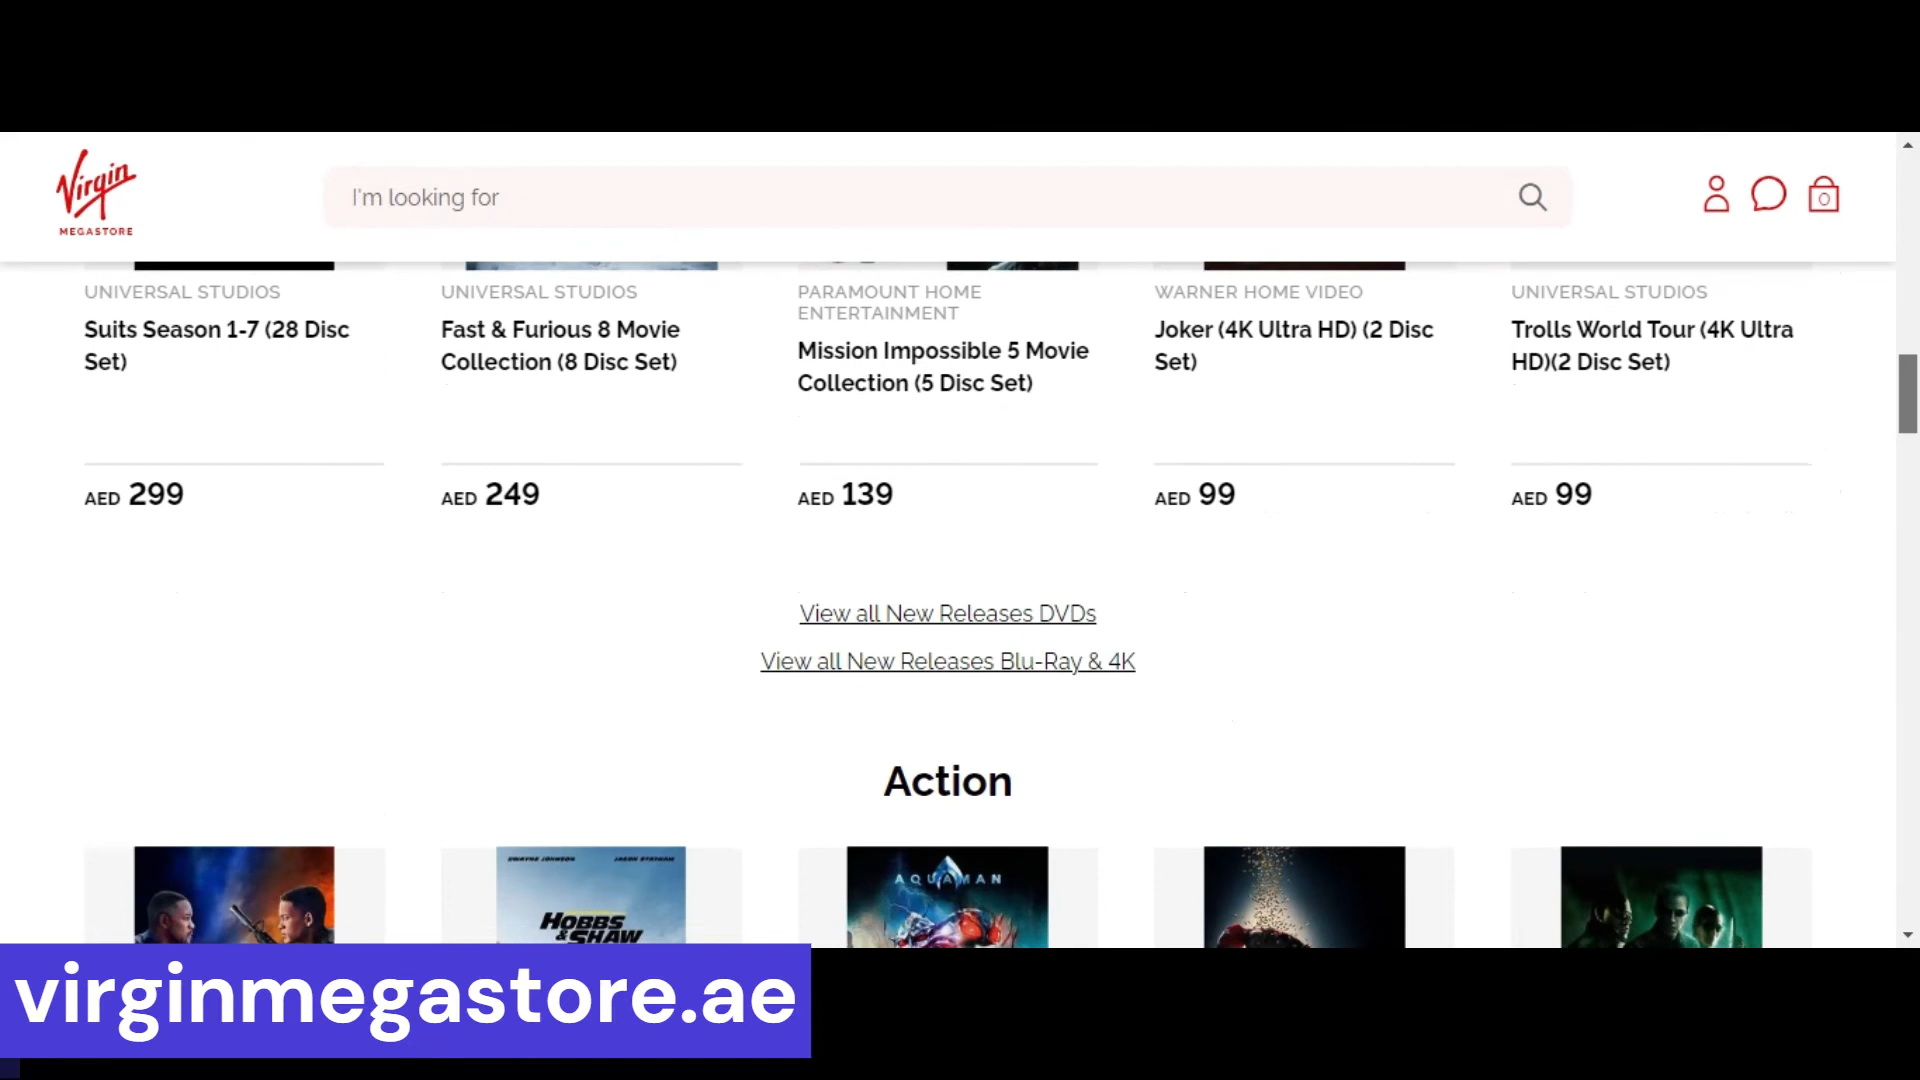 Virgin
MEGASTORE
I'm looking for
0
UNIVERSAL STUDIOS
Suits Season 1-7 (28 Disc
Set)
AED 299
UNIVERSAL STUDIOS
Fast & Furious 8 Movie
Collection (8 Disc Set)
AED 249
PARAMOUNT HOME
ENTERTAINMENT
Mission Impossible 5 Movie
Collection (5 Disc Set)
AED 139
WARNER HOME VIDEO
Joker (4K Ultra HD) (2 Disc
Set)
AED 99
UNIVERSAL STUDIOS
Trolls World Tour (4K Ultra
HD)(2 Disc Set)
AED 99
View all New Releases DVDs
View all New Releases Blu-Ray & 4K
Action
DWAYNE JOHNSON JASON STATHAM
HOBBS
& SHAW
AQUAMAN
virginmegastore.ae